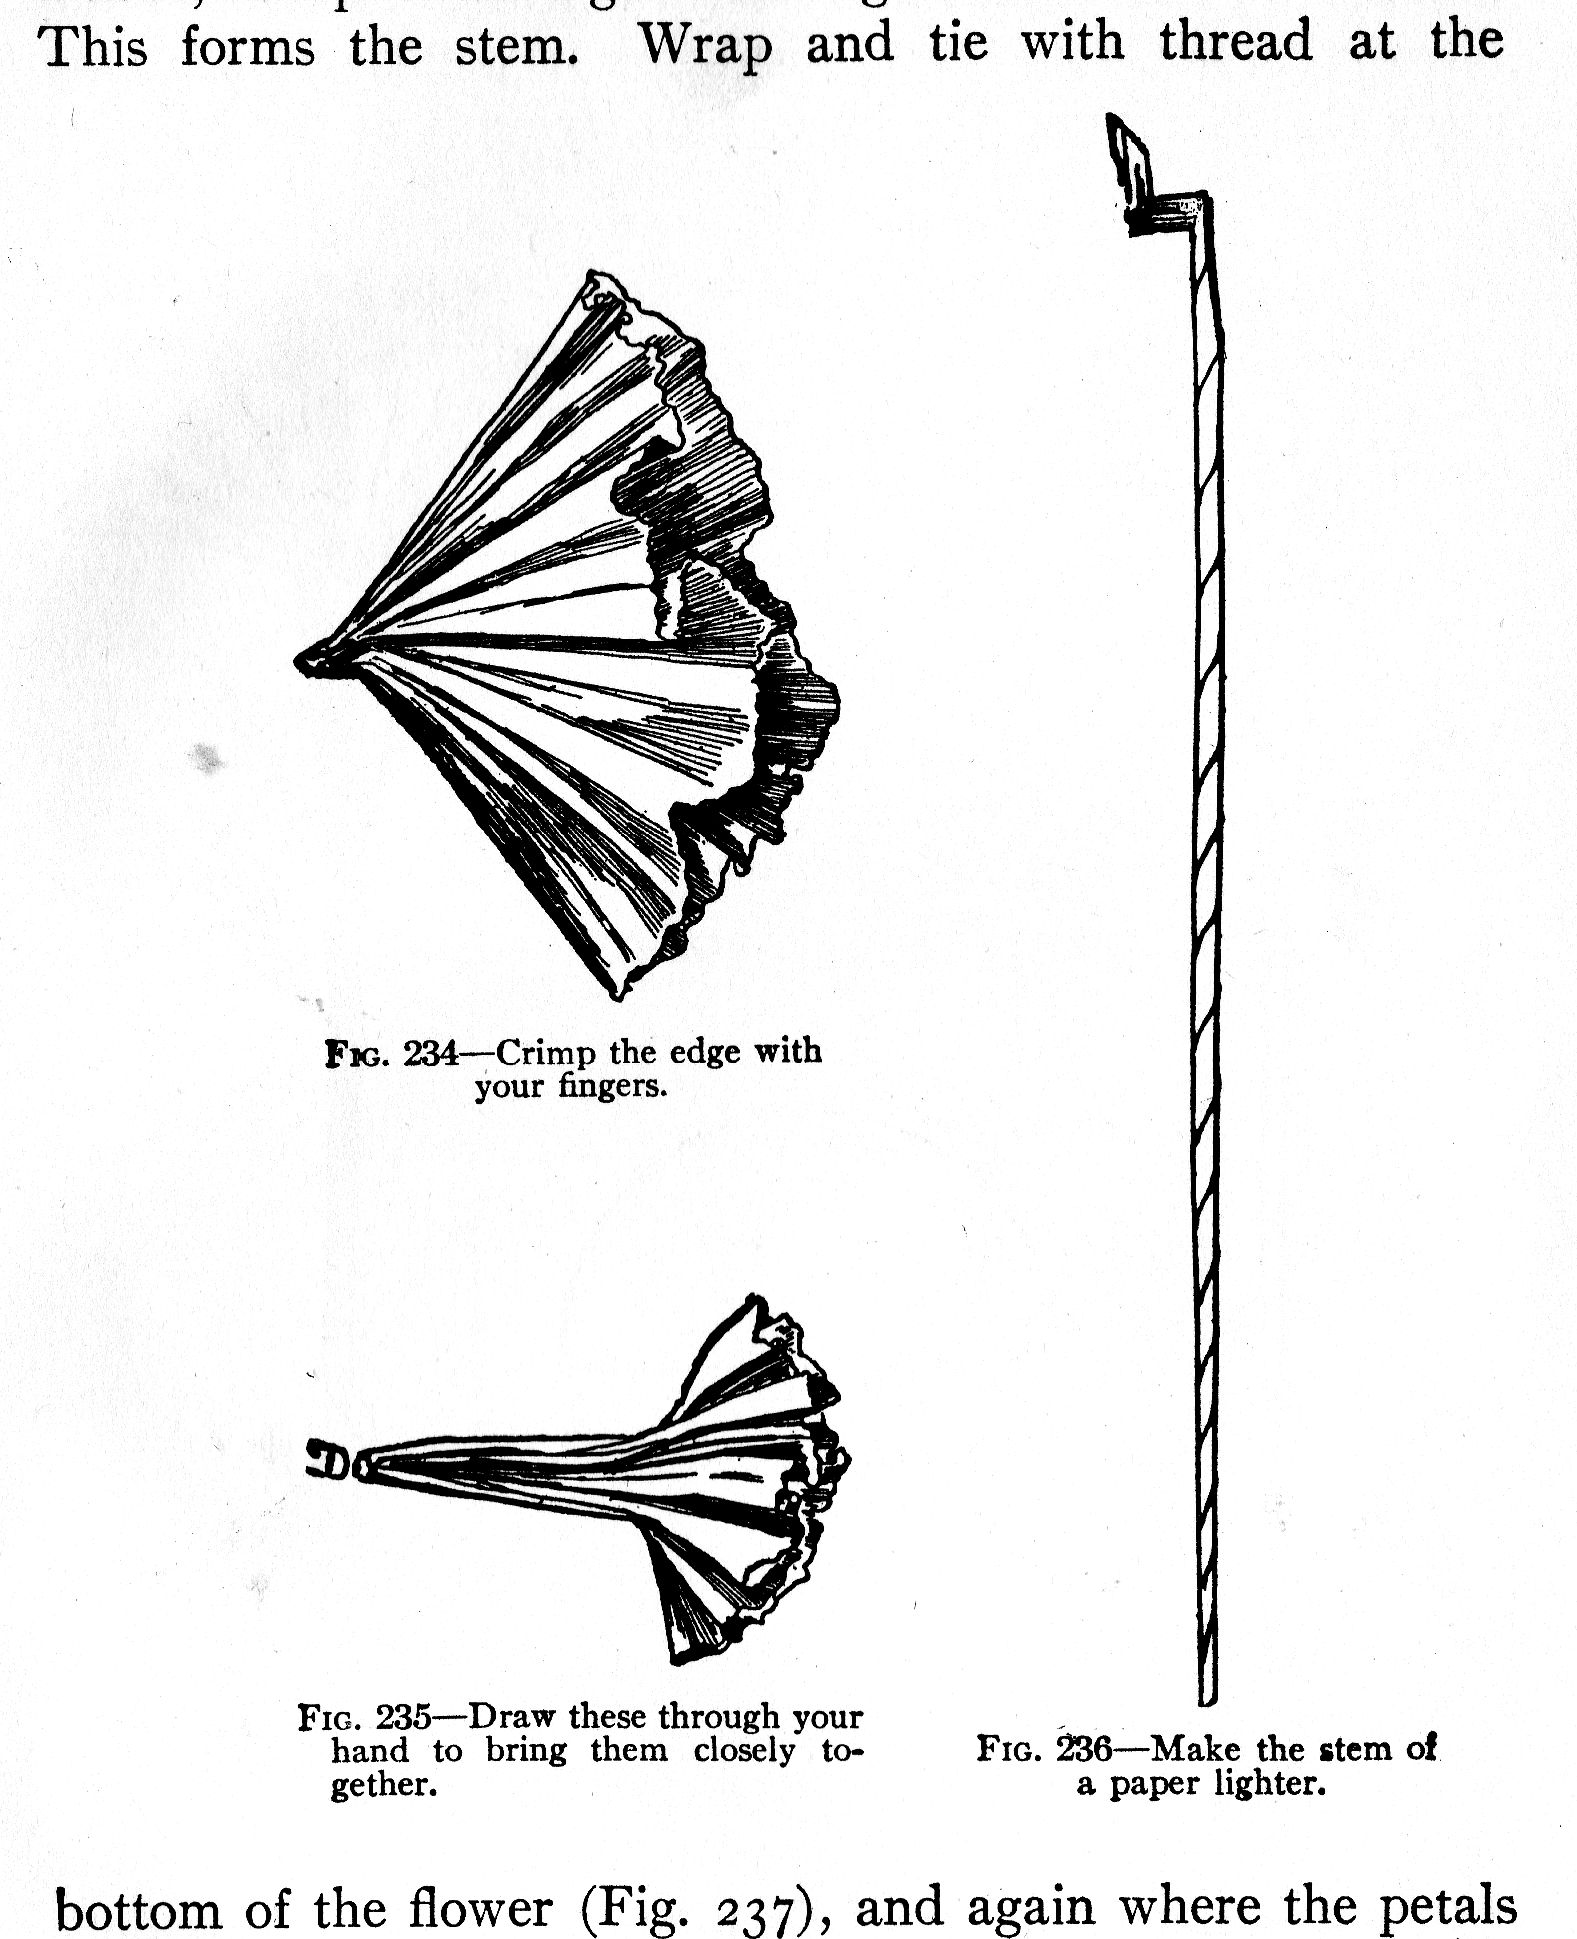 This forms the stem. Wrap and tie with thread at the
FIG. 234—Crimp the edge with
your fingers.
FIG. 235—Draw these through your
hand to bring them closely to-
gether.
FIG. 236—Make the stem of
a paper lighter.
bottom of the flower (Fig. 237), and again where the petals